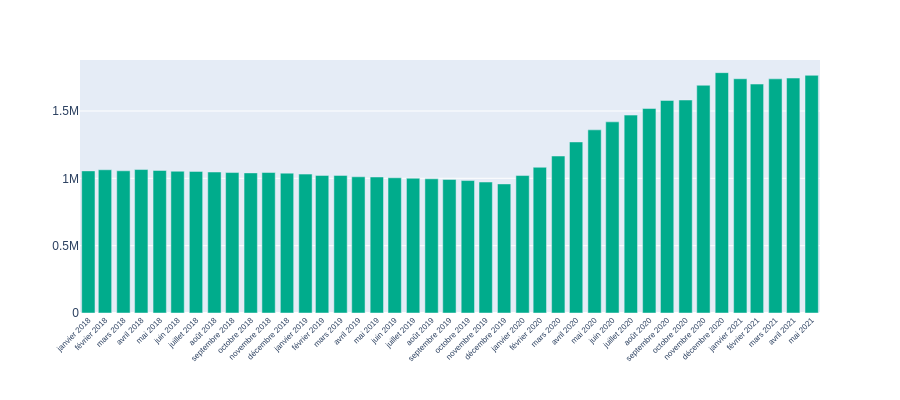 1.5M
1M
0.5M
0
janvier 2018
février 2018
mars 2018
avril 2018
mai 2018
juin 2018
juillet 2018
août 2018
septembre 2018
octobre 2018
novembre 2018
décembre 2018
janvier 2019
février 2019
mars 2019
avril 2019
mai 2019
juin 2019
juillet 2019
août 2019
septembre 2019
octobre 2019
novembre 2019
décembre 2019
janvier 2020
février 2020
mars 2020
avril 2020
mai 2020
juin 2020
juillet 2020
août 2020
septembre 2020
octobre 2020
novembre 2020
décembre 2020
janvier 2021
février 2021
mars 2021
avril 2021
mai 2021